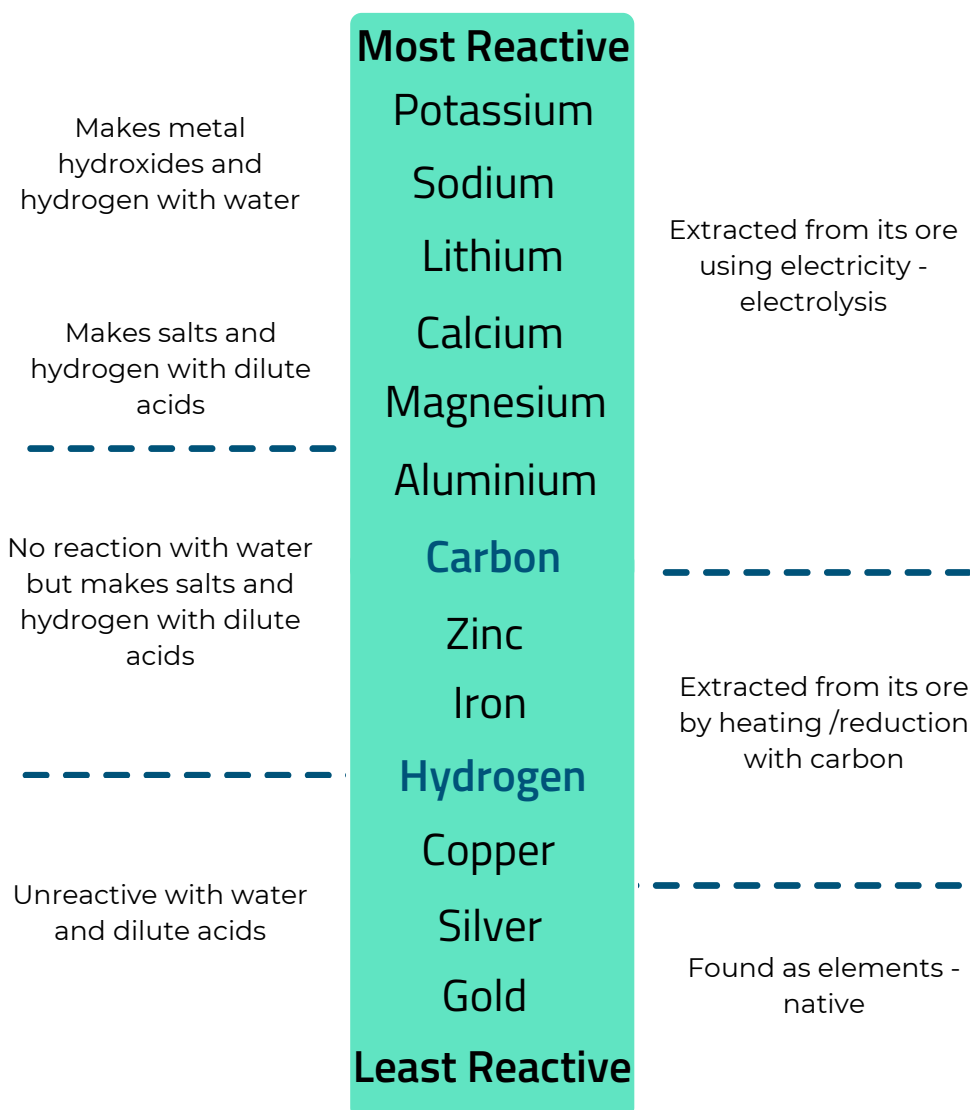 Most Reactive
Potassium
Sodium
Lithium
Calcium
Magnesium
Aluminium
Carbon
Zinc
Iron
Hydrogen
Copper
Silver
Gold
Least Reactive
Makes metal
hydroxides and
hydrogen with water
Makes salts and
hydrogen with dilute
acids
No reaction with water
but makes salts and
hydrogen with dilute
acids
Unreactive with water
and dilute acids
Extracted from its ore
using electricity -
electrolysis
Extracted from its ore
by heating /reduction
with carbon
Found as elements -
native